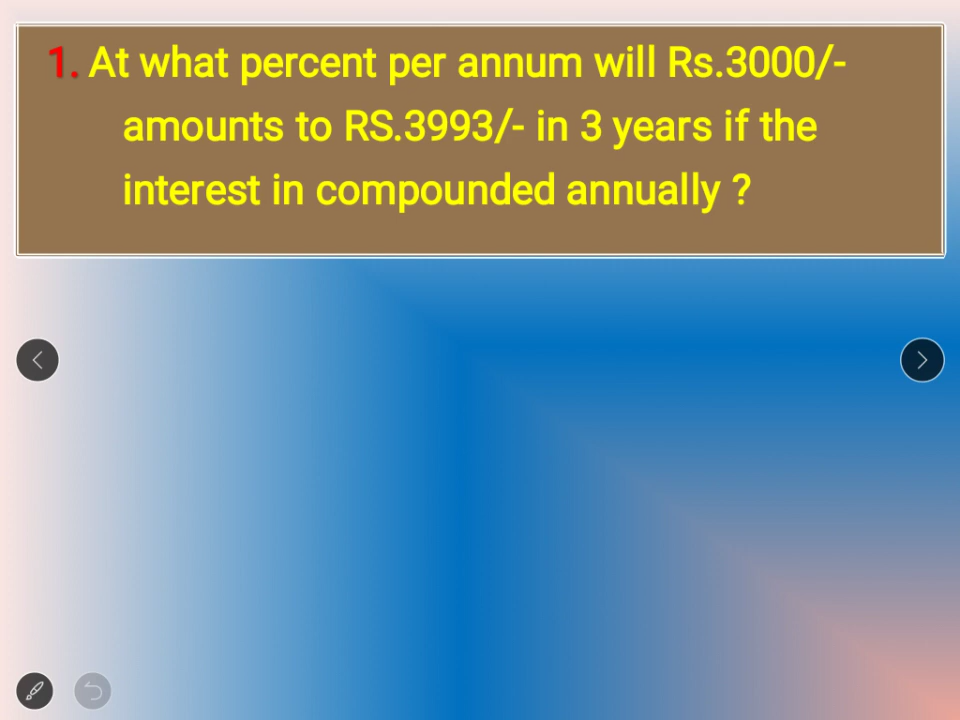 1. At what percent per annum will Rs.3000/-
amounts to RS.3993/- in 3 years if the
interest in compounded annually ?